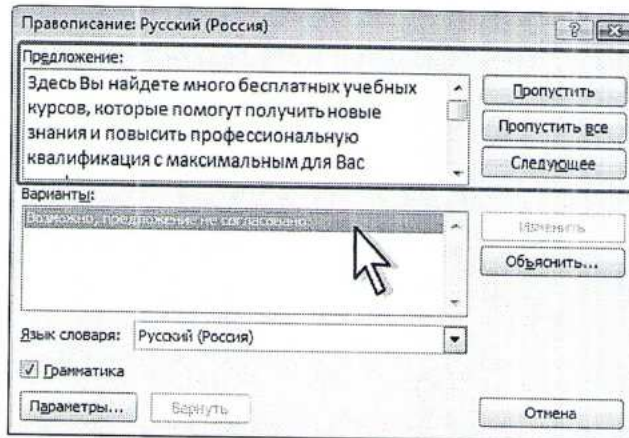 Правописание: Русский (Россия)
Предложение:
Здесь Вы найдете много бесплатных учебных
курсов, которые помогут получить новые
знания и повысить профессиональную
квалификация с максимальным для Вас
Пропустить
Пропустить все
Следующее
Варианты:
Возможно, предложение не согласовано.
Изменить
Объяснить...
Язык словаря: Русский (Россия)
Грамматика
Параметры...
Вернуть
Отмена